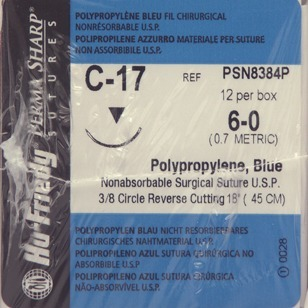 POLYPROPYLÈNE BLEU FIL CHIRURGICAL
NONRÉSORBABLE U.S.P.
POLIPROPILENE AZZURRO MATERIALE PER SUTURE
NON ASSORBIBILE U.S.P.
C-17
REF PSN8384P
12 per box
6-0
(0.7 METRIC)
Polypropylene, Blue
Nonabsorbable Surgical Suture U.S.P.
3/8 Circle Reverse Cutting 18" ( 45 CM)
POLYPROPYLEN BLAU NICHT RESORBIERBARES
CHIRURGISCHES NAHTMATERIAL U.S.P.
POLIPROPILENO AZUL SUTURA QUIRÚRGICA NO
ABSORBIBLE U.S.P.
POLIPROPILENO AZUL SUTURA CIRÚRGICA
NÃO-ABSORVÍVEL U.S.P.
0028
Hu-Friedy
PERMA SHARP
SUTURES